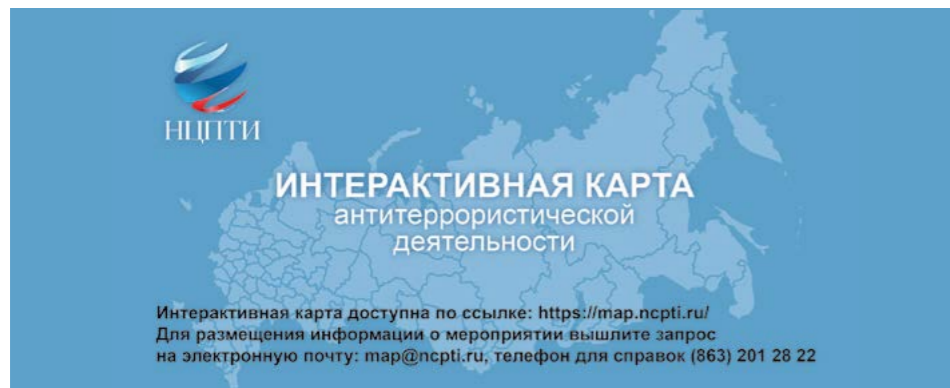 НЦПТИ
ИНТЕРАКТИВНАЯ КАРТА
антитеррористической
деятельности
Интерактивная карта доступна по ссылке: https://map.ncpti.ru/
Для размещения информации о мероприятии вышлите запрос
на электронную почту: map@ncpti.ru, телефон для справок (863) 201 28 22